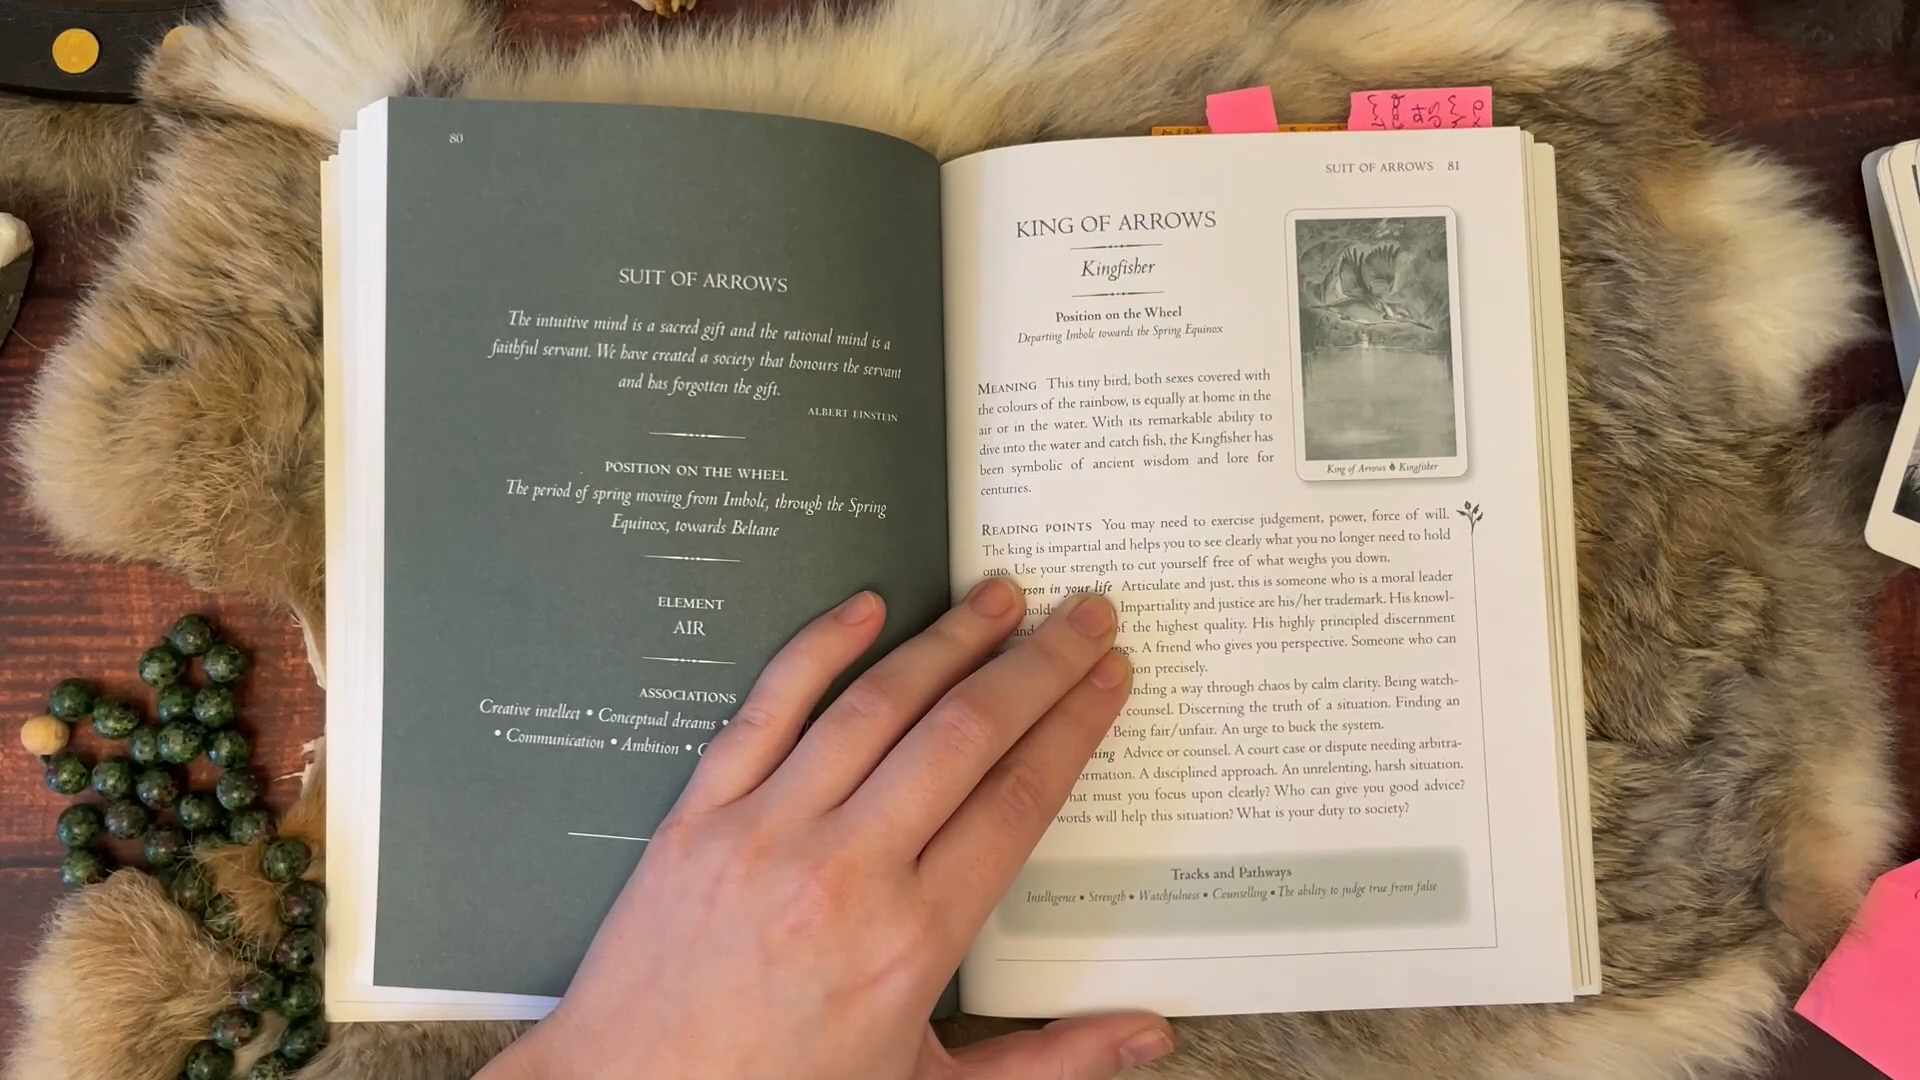 80
SUIT OF ARROWS
The intuitive mind is a sacred gift and the rational mind is a
faithful servant. We have created a society that honours the servant
and has forgotten the gift.
ALBERT EINSTEIN
POSITION ON THE WHEEL
The period of spring moving from Imbolc, through the Spring
Equinox, towards Beltane
ELEMENT
AIR
ASSOCIATIONS
Creative intellect • Conceptual dreams •
• Communication • Ambition •
SUIT OF ARROWS 81
KING OF ARROWS
Kingfisher
Position on the Wheel
Departing Imbolc towards the Spring Equinox
MEANING This tiny bird, both sexes covered with
the colours of the rainbow, is equally at home in the
air or in the water. With its remarkable ability to
dive into the water and catch fish, the Kingfisher has
been symbolic of ancient wisdom and lore for
centuries.
King of Arrows Kingfisher
READING POINTS You may need to exercise judgement, power, force of will.
The king is impartial and helps you to see clearly what you no longer need to hold
onto. Use your strength to cut yourself free of what weighs you down.
rson in your life Articulate and just, this is someone who is a moral leader
hold Impartiality and justice are his/her trademark. His knowl-
and of the highest quality. His highly principled discernment
ngs. A friend who gives you perspective. Someone who can
ion precisely.
nding a way through chaos by calm clarity. Being watch-
counsel. Discerning the truth of a situation. Finding an
Being fair/unfair. An urge to buck the system.
ning Advice or counsel. A court case or dispute needing arbitra-
ormation. A disciplined approach. An unrelenting, harsh situation.
hat must you focus upon clearly? Who can give you good advice?
words will help this situation? What is your duty to society?
Tracks and Pathways
Intelligence • Strength • Watchfulness • Counselling • The ability to judge true from false